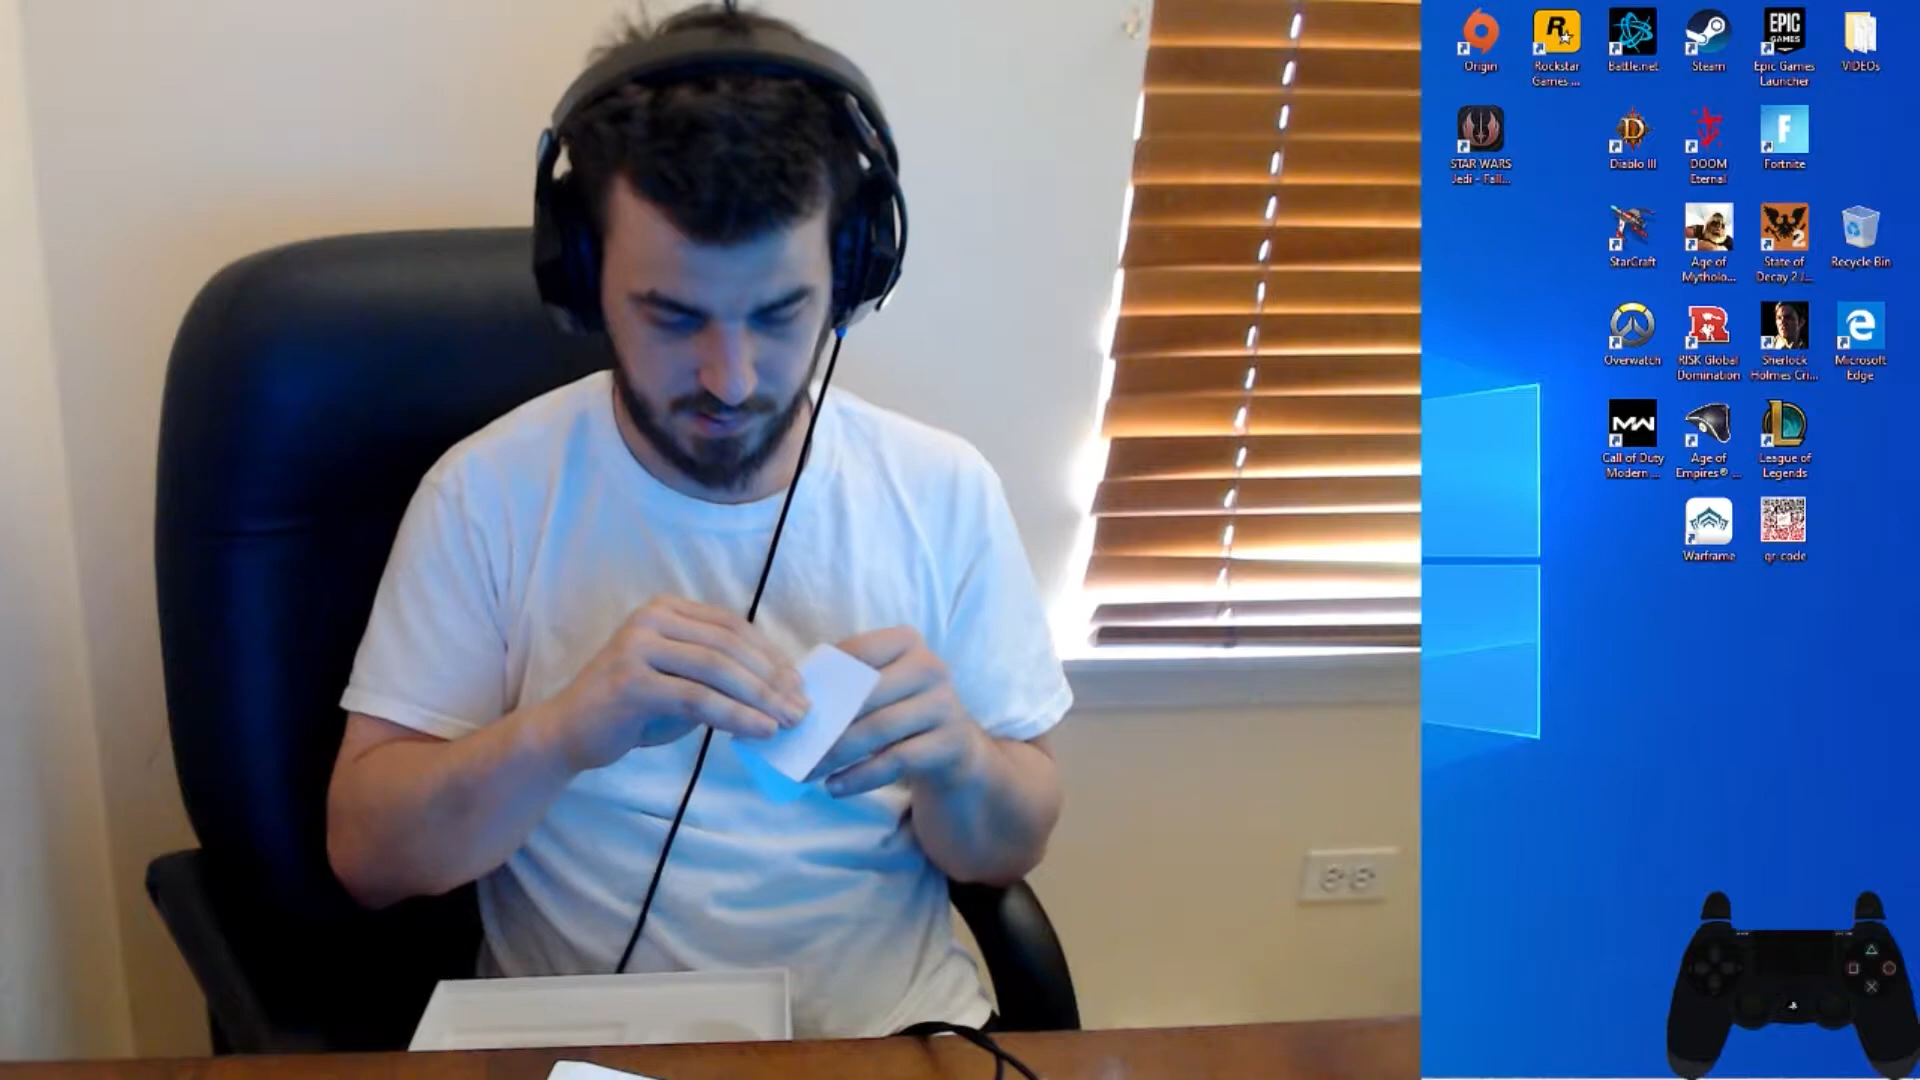 Origin
Rockstar Games ...
Battle.net
Steam
EPIC GAMES
Epic Games Launcher
VIDEOs
STAR WARS Jedi - Fall...
Diablo III
DOOM Eternal
F
Fortnite
StarCraft
Age of Mytholo...
2
State of Decay 2 J...
Recycle Bin
Overwatch
RISK Global Domination
Sherlock Holmes Cri...
Microsoft Edge
MW
Call of Duty Modern ...
Age of Empires® ...
League of Legends
Warframe
qr-code